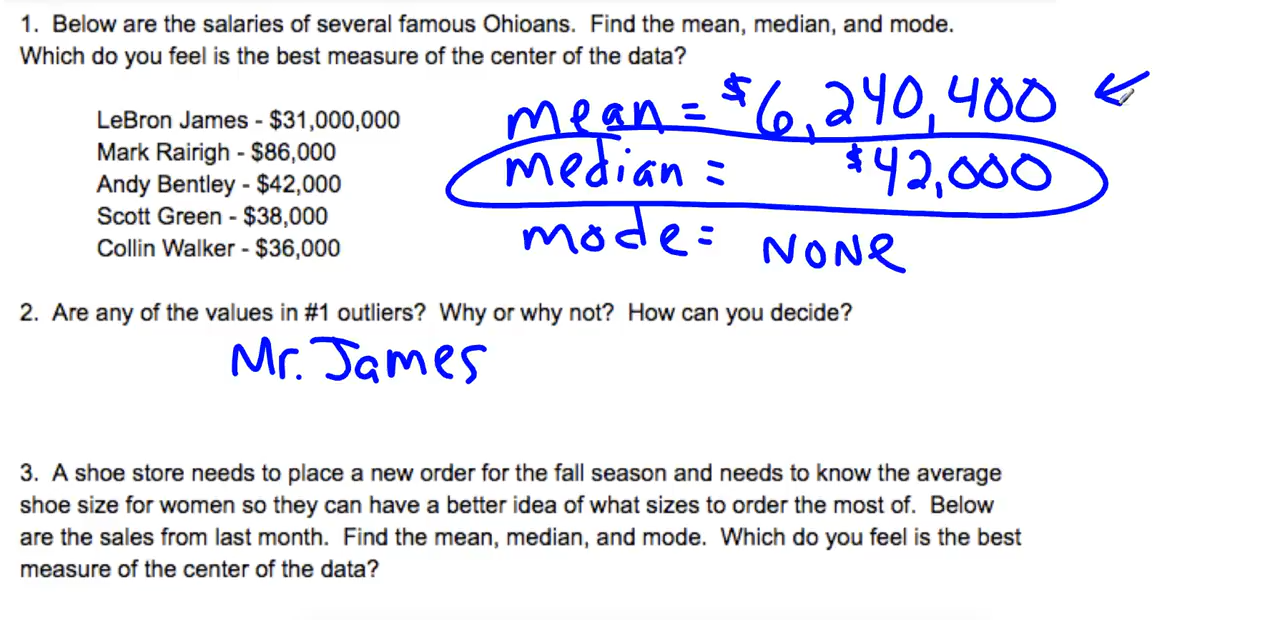 1. Below are the salaries of several famous Ohioans. Find the mean, median, and mode.
Which do you feel is the best measure of the center of the data?
LeBron James - $31,000,000
Mark Rairigh - $86,000
Andy Bentley - $42,000
Scott Green - $38,000
Collin Walker - $36,000
mean = $6,240,400
median = $42,000
mode = NONe
2. Are any of the values in #1 outliers? Why or why not? How can you decide?
Mr. James
3. A shoe store needs to place a new order for the fall season and needs to know the average
shoe size for women so they can have a better idea of what sizes to order the most of. Below
are the sales from last month. Find the mean, median, and mode. Which do you feel is the best
measure of the center of the data?